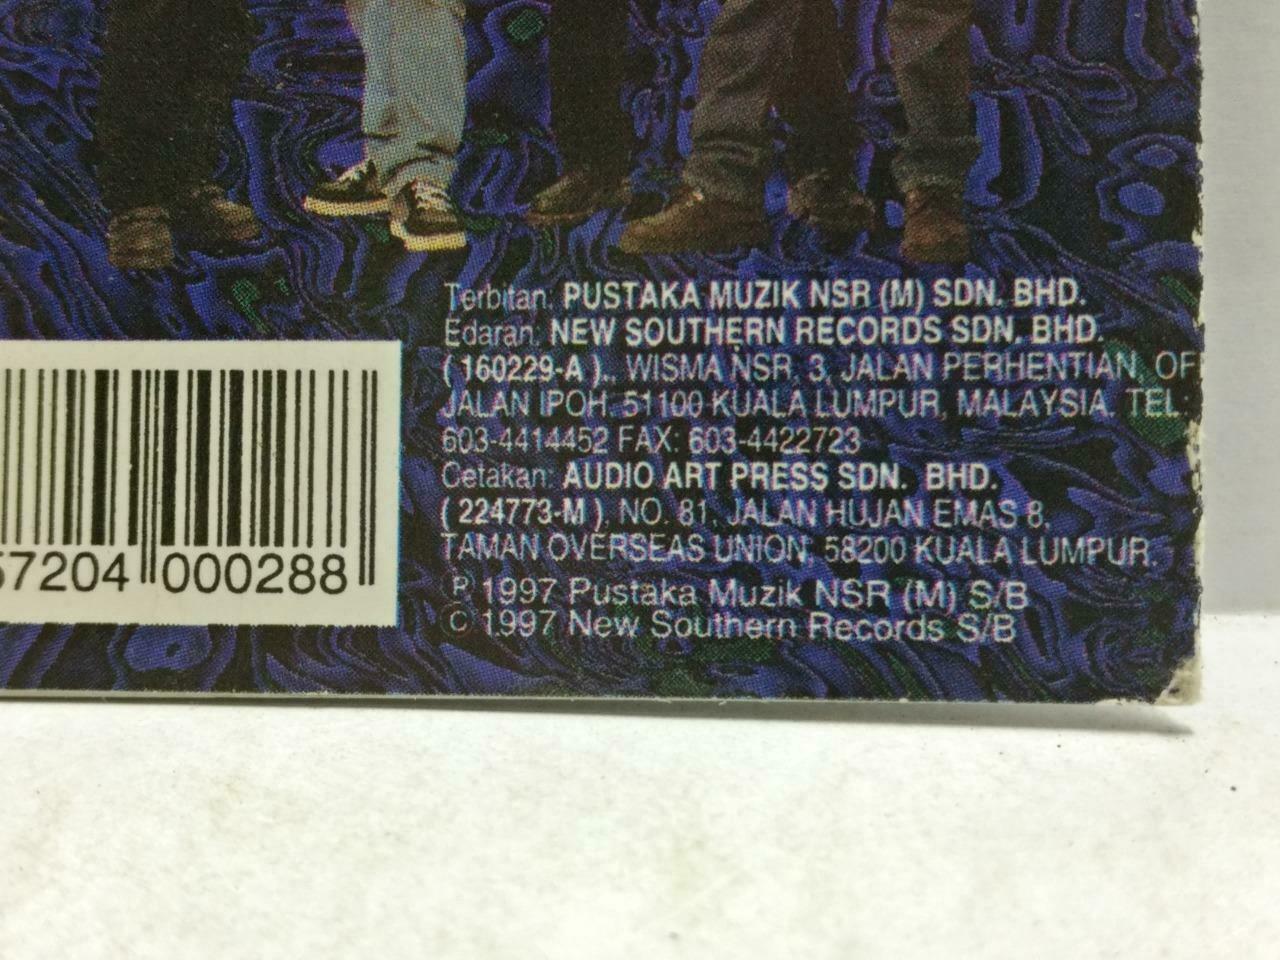 Terbitan: PUSTAKA MUZIK NSR (M) SDN. BHD.
Edaran: NEW SOUTHERN RECORDS SDN. BHD.
( 160229-A )., WISMA NSR, 3, JALAN PERHENTIAN, OF
JALAN IPOH, 51100 KUALA LUMPUR, MALAYSIA. TEL:
603-4414452 FAX: 603-4422723
Cetakan: AUDIO ART PRESS SDN. BHD.
( 224773-M ), NO. 81, JALAN HUJAN EMAS 8,
TAMAN OVERSEAS UNION, 58200 KUALA LUMPUR.
℗ 1997 Pustaka Muzik NSR (M) S/B
© 1997 New Southern Records S/B
57204 000288